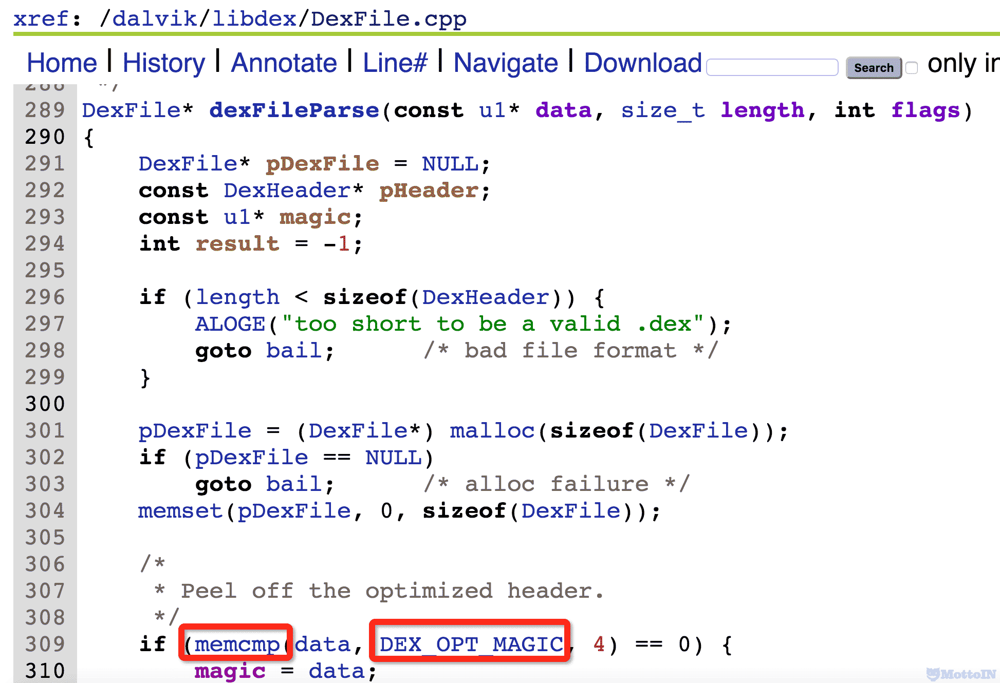 xref: /dalvik/libdex/DexFile.cpp
Home | History | Annotate | Line# | Navigate | Download Search only in
288 */
289 DexFile* dexFileParse(const u1* data, size_t length, int flags)
290 {
291     DexFile* pDexFile = NULL;
292     const DexHeader* pHeader;
293     const u1* magic;
294     int result = -1;
295
296     if (length < sizeof(DexHeader)) {
297         ALOGE("too short to be a valid .dex");
298         goto bail;      /* bad file format */
299     }
300
301     pDexFile = (DexFile*) malloc(sizeof(DexFile));
302     if (pDexFile == NULL)
303         goto bail;      /* alloc failure */
304     memset(pDexFile, 0, sizeof(DexFile));
305
306     /*
307      * Peel off the optimized header.
308      */
309     if (memcmp(data, DEX_OPT_MAGIC, 4) == 0) {
310         magic = data;
MottoIN